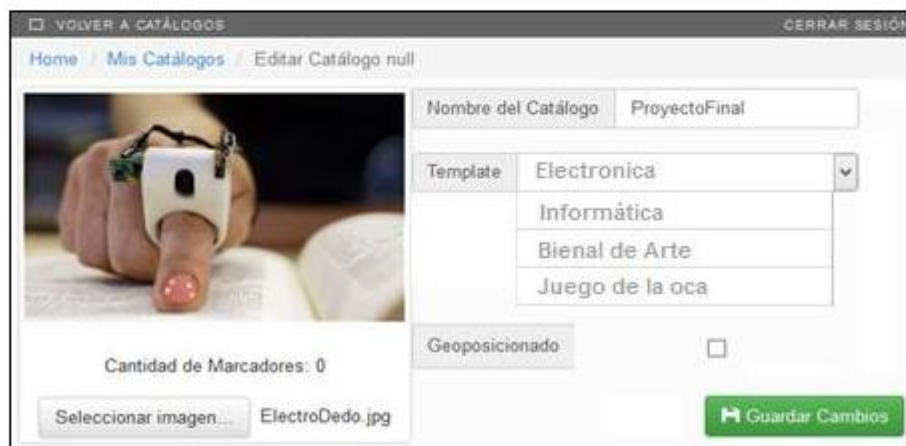 VOLVER A CATÁLOGOS
CERRAR SESIÓN
Home / Mis Catálogos / Editar Catálogo null
Nombre del Catálogo ProyectoFinal
Template Electronica
Informática
Bienal de Arte
Juego de la oca
Geoposicionado
Cantidad de Marcadores: 0
Seleccionar imagen... ElectroDedo.jpg
Guardar Cambios